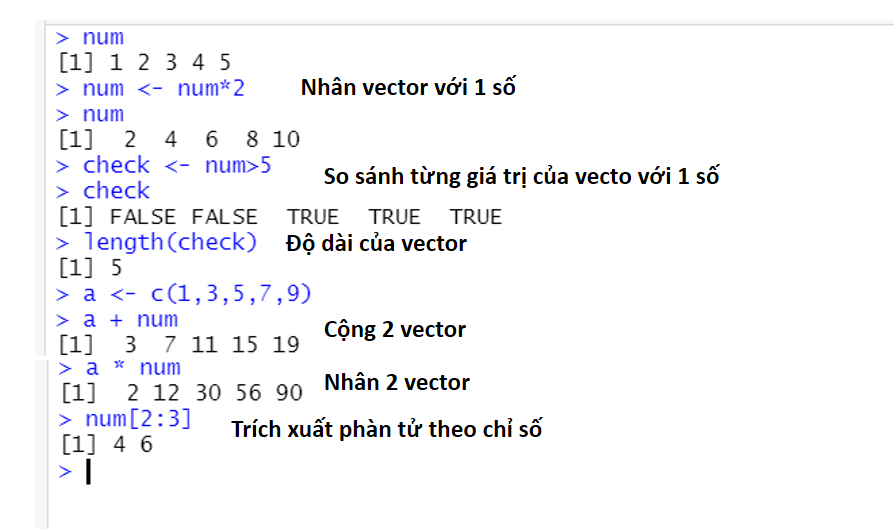 > num
[1] 1 2 3 4 5
> num <- num*2 Nhân vector với 1 số
> num
[1] 2 4 6 8 10
> check <- num>5
So sánh từng giá trị của vecto với 1 số
> check
[1] FALSE FALSE TRUE TRUE TRUE
> length(check) Độ dài của vector
[1] 5
> a <- c(1,3,5,7,9)
> a + num Cộng 2 vector
[1] 3 7 11 15 19
> a * num
Nhân 2 vector
[1] 2 12 30 56 90
> num[2:3] Trích xuất phàn tử theo chỉ số
[1] 4 6
>